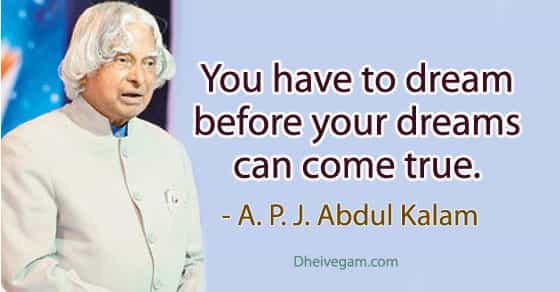 You have to dream
before your dreams
can come true.
- A. P. J. Abdul Kalam
Dheivegam.com